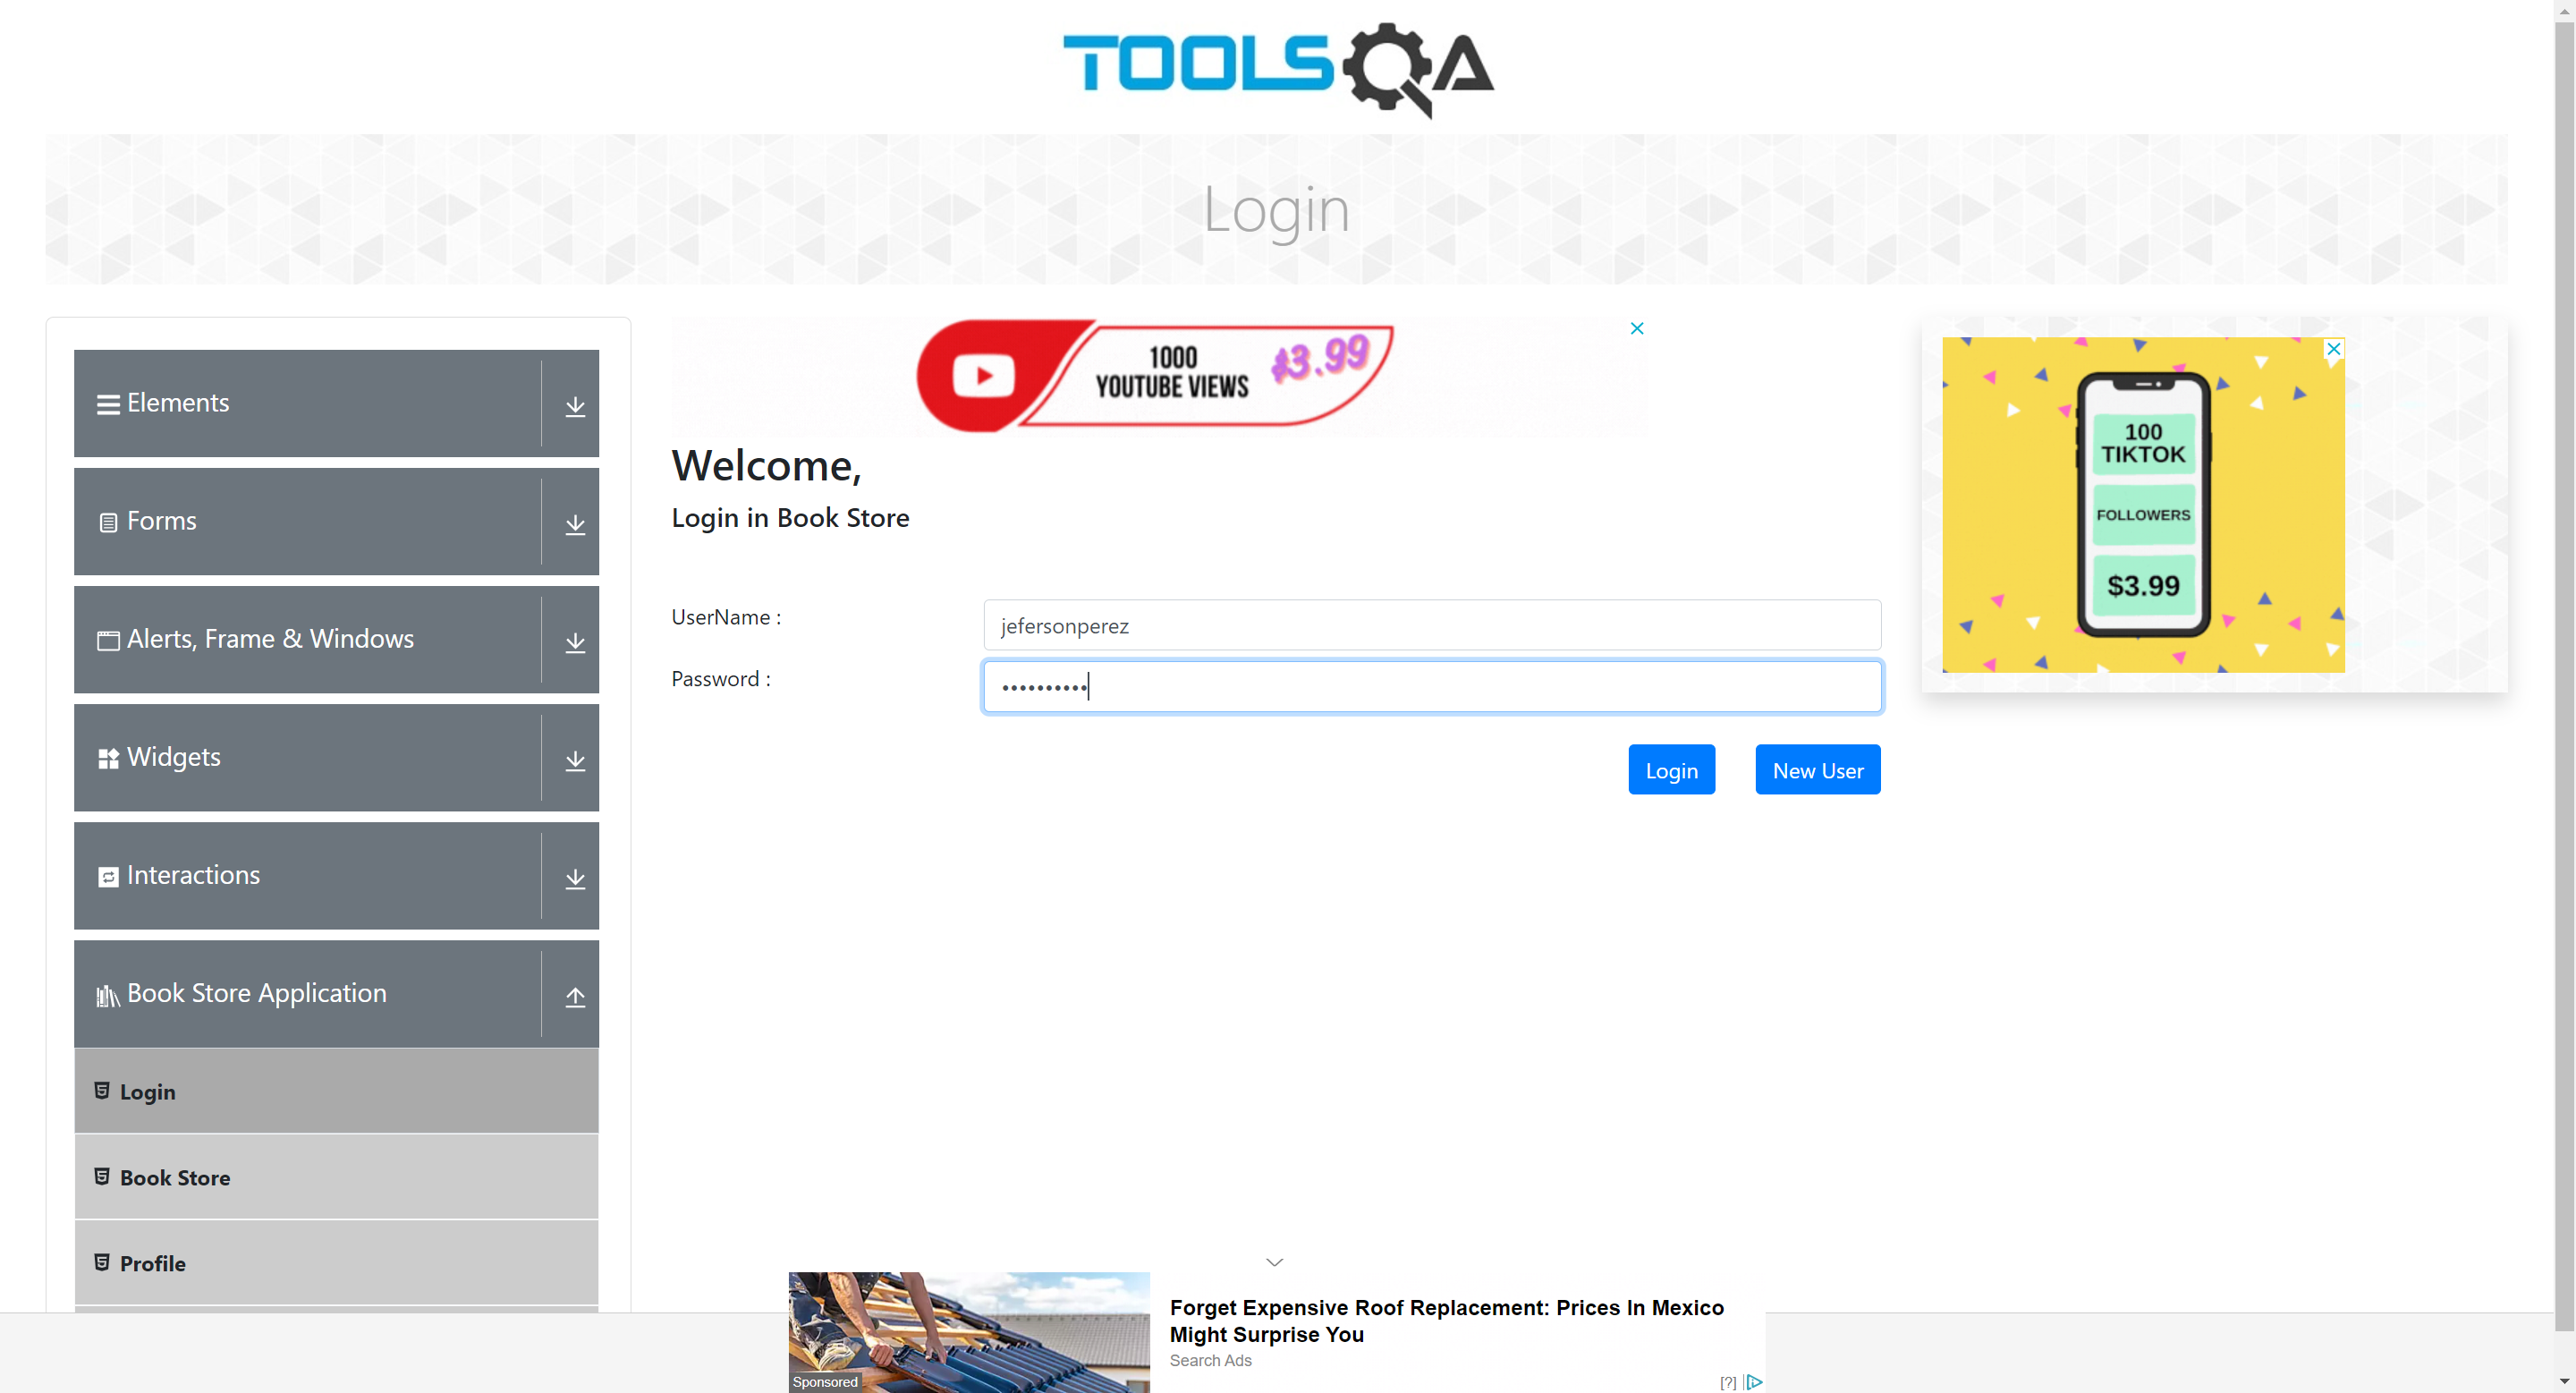 TOOLSQA
Login
Elements
Forms
Alerts, Frame & Windows
Widgets
Interactions
Book Store Application
Login
Book Store
Profile
1000
YOUTUBE VIEWS
$3.99
Welcome,
Login in Book Store
UserName :
jefersonperez
Password :
••••••••••
Login
New User
100
TIKTOK
FOLLOWERS
$3.99
Forget Expensive Roof Replacement: Prices In Mexico
Might Surprise You
Search Ads
Sponsored
[?]